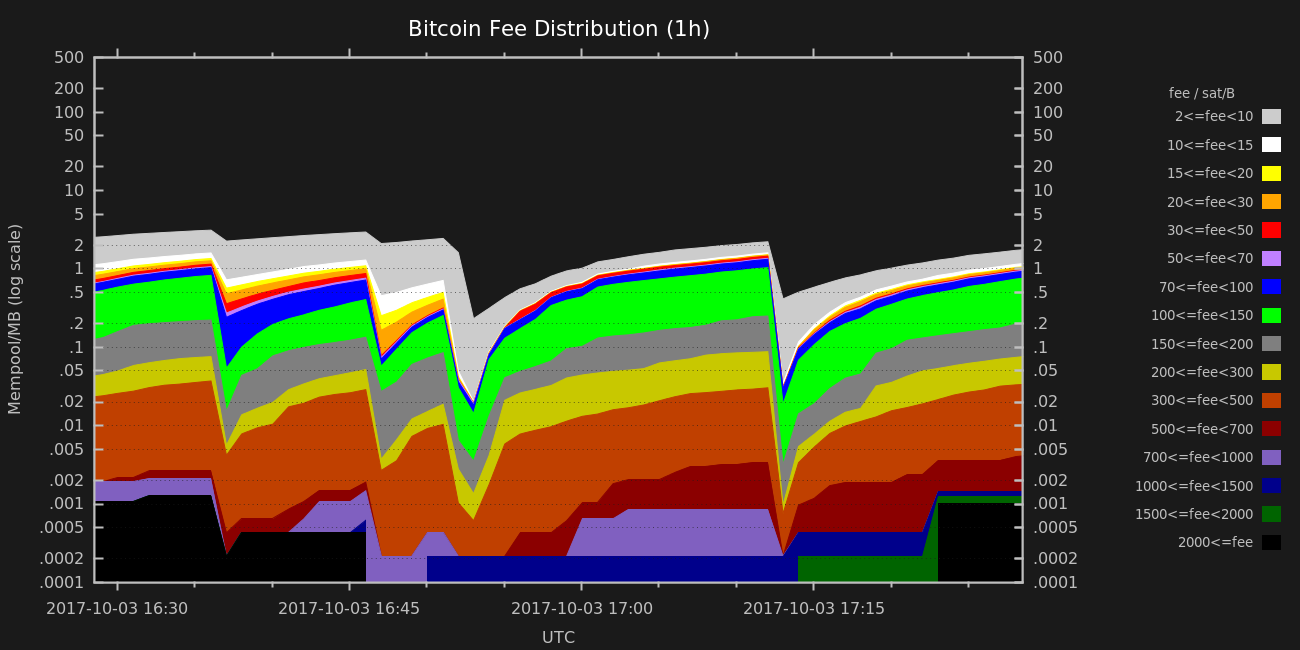 Bitcoin Fee Distribution (1h)
500
200
100
50
20
10
5
2
1
.5
.2
.1
.05
.02
.01
.005
.002
.001
.0005
.0002
.0001
Mempool/MB (log scale)
500
200
100
50
20
10
5
2
1
.5
.2
.1
.05
.02
.01
.005
.002
.001
.0005
.0002
.0001
2017-10-03 16:30 2017-10-03 16:45 2017-10-03 17:00 2017-10-03 17:15
UTC
fee / sat/B
2<=fee<10
10<=fee<15
15<=fee<20
20<=fee<30
30<=fee<50
50<=fee<70
70<=fee<100
100<=fee<150
150<=fee<200
200<=fee<300
300<=fee<500
500<=fee<700
700<=fee<1000
1000<=fee<1500
1500<=fee<2000
2000<=fee